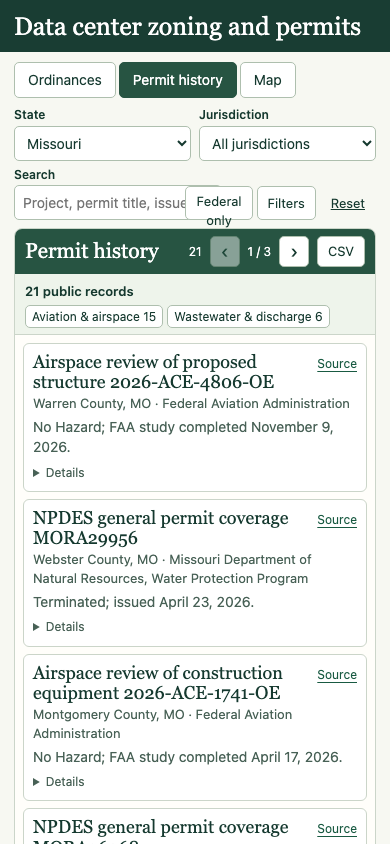 Data center zoning and permits
Ordinances
Permit history
Map
State
Jurisdiction
Missouri
All jurisdictions
Search
Project, permit title, issue
Federal
only
Filters
Reset
Permit history
21
‹
1 / 3
›
CSV
21 public records
Aviation & airspace 15
Wastewater & discharge 6
Airspace review of proposed
structure 2026-ACE-4806-OE
Source
Warren County, MO · Federal Aviation Administration
No Hazard; FAA study completed November 9,
2026.
Details
NPDES general permit coverage
MORA29956
Source
Webster County, MO · Missouri Department of
Natural Resources, Water Protection Program
Terminated; issued April 23, 2026.
Details
Airspace review of construction
equipment 2026-ACE-1741-OE
Source
Montgomery County, MO · Federal Aviation
Administration
No Hazard; FAA study completed April 17, 2026.
Details
NPDES general permit coverage
Source